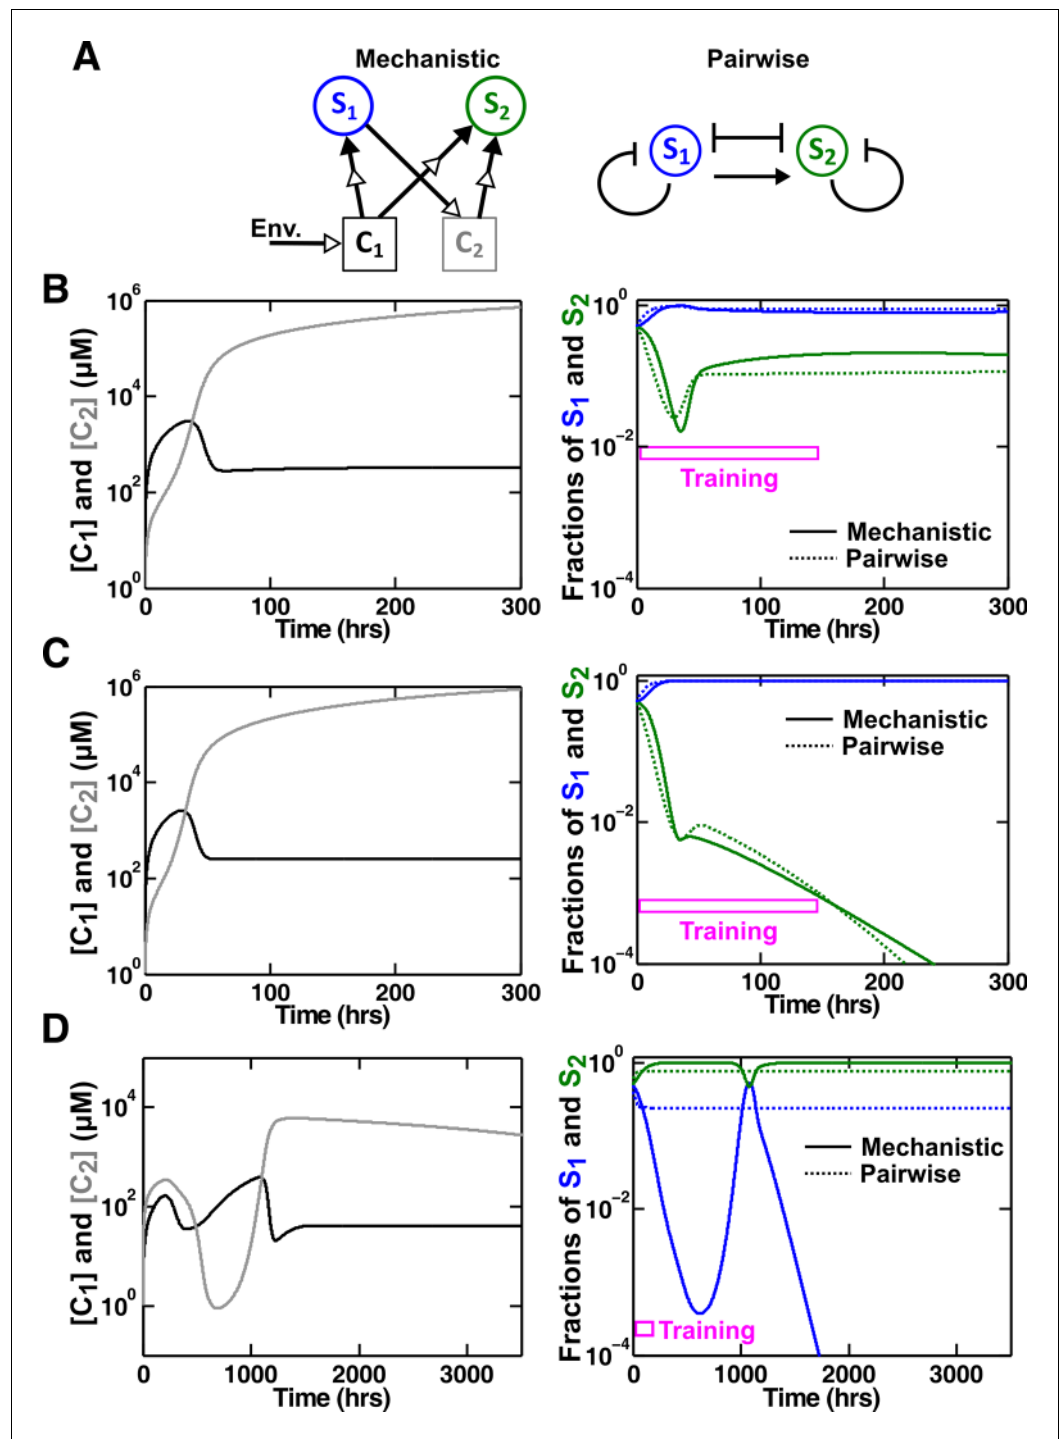 A
Mechanistic
Pairwise
S1
S2
S1
S2
Env.
C1
C2
B
[C1] and [C2] (µM)
10^6
10^4
10^2
10^0
0
100
200
300
Time (hrs)
Fractions of S1 and S2
10^0
10^-2
10^-4
Training
Mechanistic
Pairwise
0
100
200
300
Time (hrs)
C
[C1] and [C2] (µM)
10^6
10^4
10^2
10^0
0
100
200
300
Time (hrs)
Fractions of S1 and S2
10^0
10^-2
10^-4
Mechanistic
Pairwise
Training
0
100
200
300
Time (hrs)
D
[C1] and [C2] (µM)
10^4
10^2
10^0
0
1000
2000
3000
Time (hrs)
Fractions of S1 and S2
10^0
10^-2
10^-4
Mechanistic
Pairwise
Training
0
1000
2000
3000
Time (hrs)